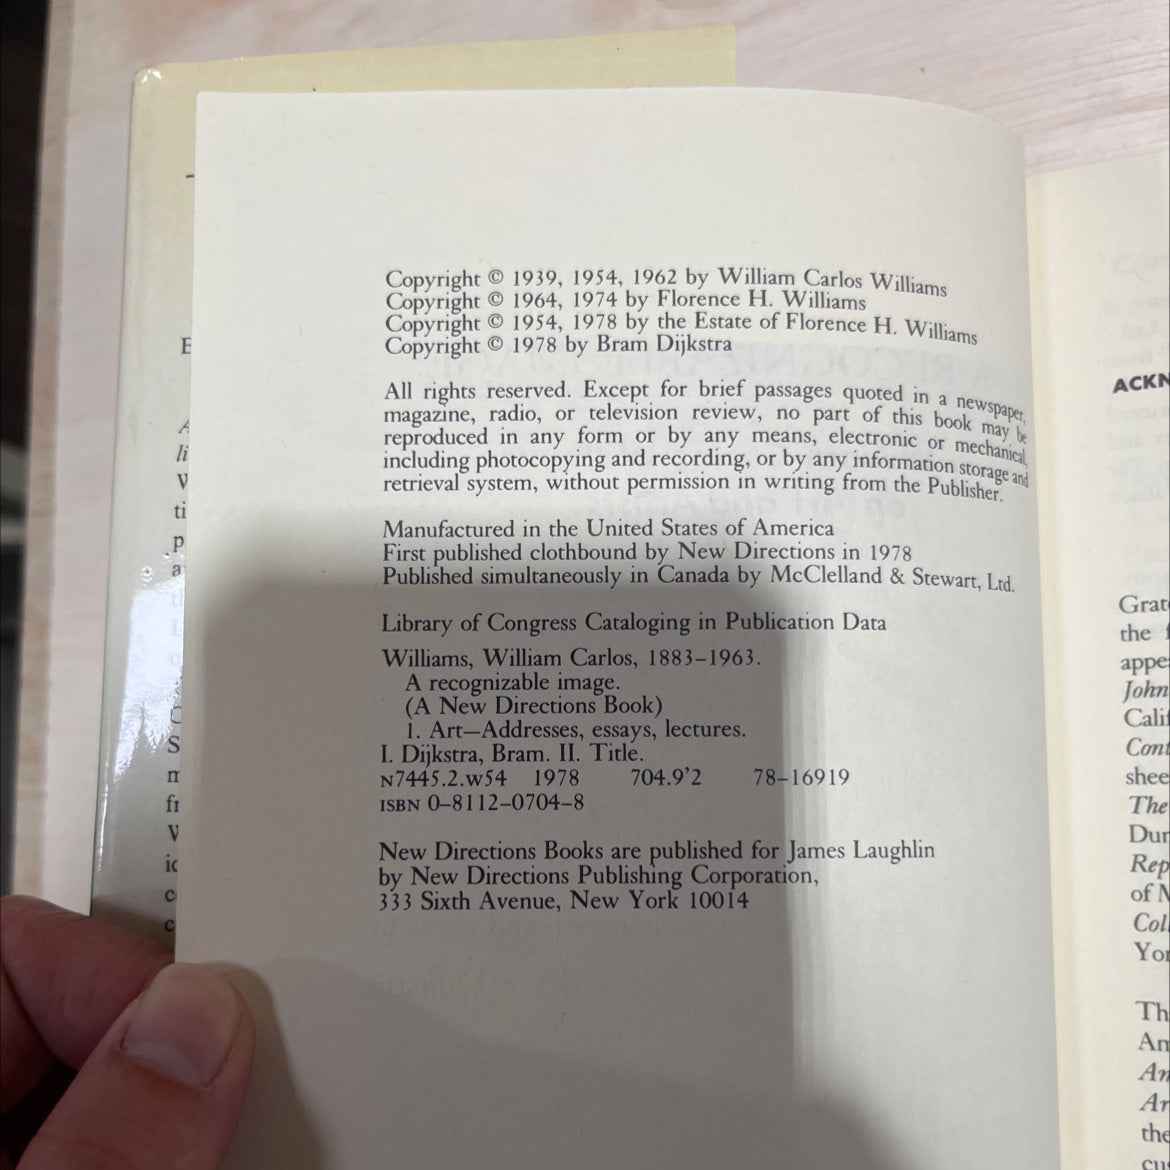 Copyright © 1939, 1954, 1962 by William Carlos Williams
Copyright © 1964, 1974 by Florence H. Williams
Copyright © 1954, 1978 by the Estate of Florence H. Williams
Copyright © 1978 by Bram Dijkstra
All rights reserved. Except for brief passages quoted in a newspaper,
magazine, radio, or television review, no part of this book may be
reproduced in any form or by any means, electronic or mechanical,
including photocopying and recording, or by any information storage and
retrieval system, without permission in writing from the Publisher.
Manufactured in the United States of America
First published clothbound by New Directions in 1978
Published simultaneously in Canada by McClelland & Stewart, Ltd.
Library of Congress Cataloging in Publication Data
Williams, William Carlos, 1883–1963.
A recognizable image.
(A New Directions Book)
1. Art—Addresses, essays, lectures.
I. Dijkstra, Bram. II. Title.
N7445.2.W54 1978 704.9'2 78-16919
ISBN 0-8112-0704-8
New Directions Books are published for James Laughlin
by New Directions Publishing Corporation,
333 Sixth Avenue, New York 10014
ACKN
Grat
the f
appe
John
Calif
Cont
shee
The
Dur
Rep
of N
Coll
Yor
Th
Am
An
Ar
the